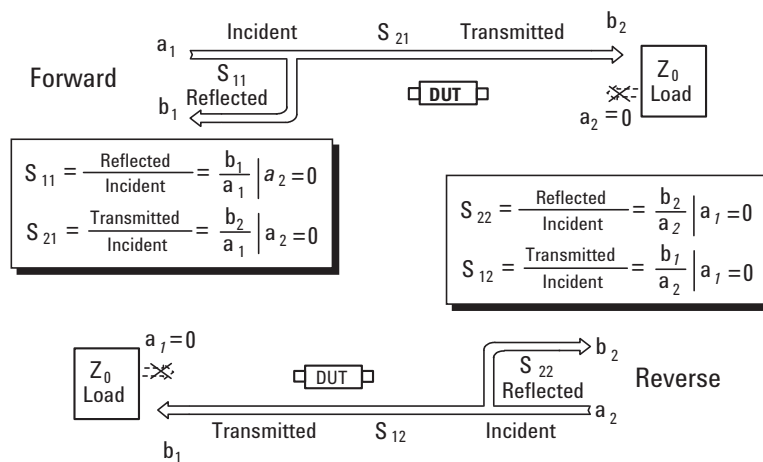 Incident S 21 Transmitted b 2
a 1
Forward
S 11
Reflected
b 1
DUT
Z 0
Load
a 2 = 0
S 11 = Reflected / Incident = b 1 / a 1 | a 2 = 0
S 21 = Transmitted / Incident = b 2 / a 1 | a 2 = 0
S 22 = Reflected / Incident = b 2 / a 2 | a 1 = 0
S 12 = Transmitted / Incident = b 1 / a 2 | a 1 = 0
a 1 = 0
Z 0
Load
DUT
b 2
S 22
Reflected
Reverse
a 2
Transmitted S 12 Incident
b 1